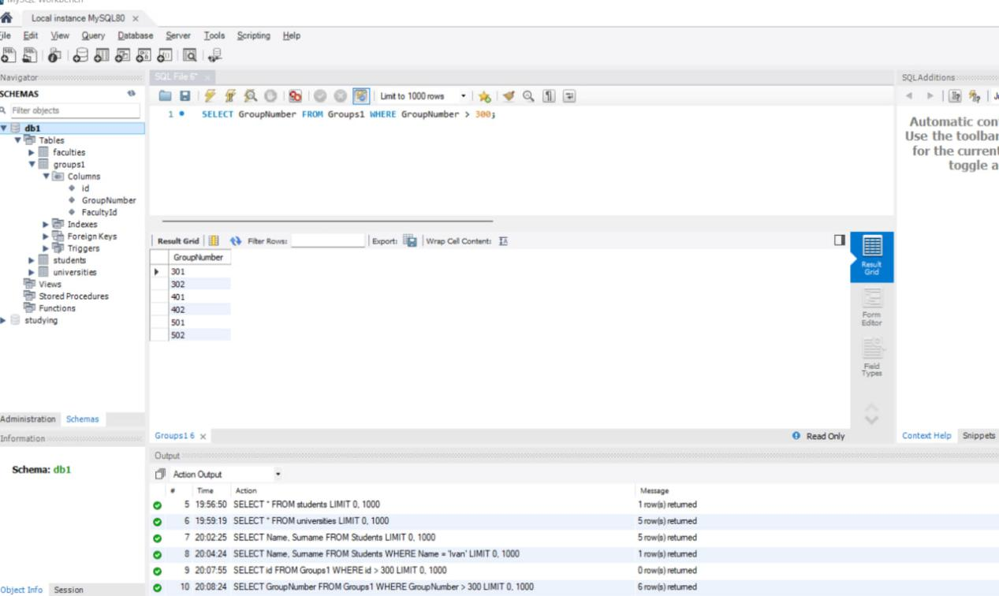 MySQL Workbench
Local instance MySQL80 ×
File Edit View Query Database Server Tools Scripting Help
Navigator
SCHEMAS
Filter objects
db1
Tables
faculties
groups1
Columns
id
GroupNumber
FacultyId
Indexes
Foreign Keys
Triggers
students
universities
Views
Stored Procedures
Functions
studying
Administration Schemas
Information
Schema: db1
Object Info Session
SQL File 6* ×
Limit to 1000 rows
1 SELECT GroupNumber FROM Groups1 WHERE GroupNumber > 300;
Result Grid Filter Rows: Export: Wrap Cell Content:
GroupNumber
301
302
401
402
501
502
Result Grid
Form Editor
Field Types
Groups1 6 ×
Read Only
Output
Action Output
# Time Action Message
5 19:56:50 SELECT * FROM students LIMIT 0, 1000 1 row(s) returned
6 19:59:19 SELECT * FROM universities LIMIT 0, 1000 5 row(s) returned
7 20:02:25 SELECT Name, Surname FROM Students LIMIT 0, 1000 5 row(s) returned
8 20:04:24 SELECT Name, Surname FROM Students WHERE Name = 'Ivan' LIMIT 0, 1000 1 row(s) returned
9 20:07:55 SELECT id FROM Groups1 WHERE id > 300 LIMIT 0, 1000 0 row(s) returned
10 20:08:24 SELECT GroupNumber FROM Groups1 WHERE GroupNumber > 300 LIMIT 0, 1000 6 row(s) returned
SQLAdditions
Automatic con
Use the toolbar
for the current
toggle a
Context Help Snippets